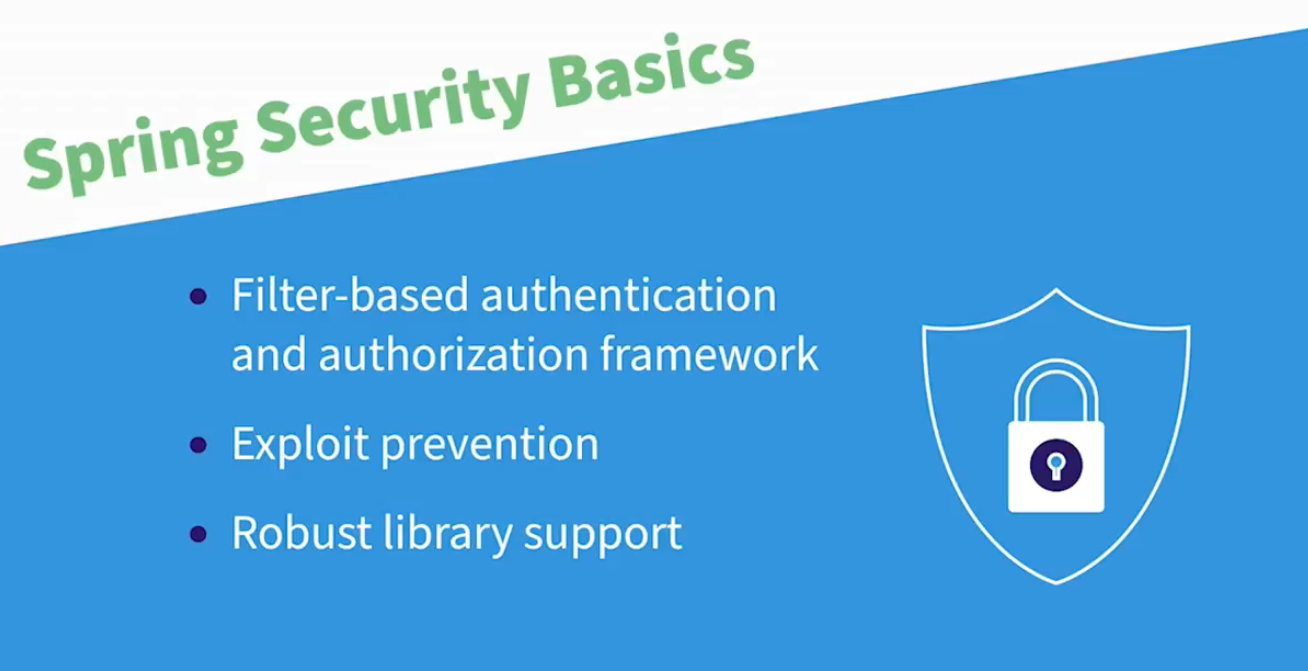 Spring Security Basics
Filter-based authentication
and authorization framework
Exploit prevention
Robust library support